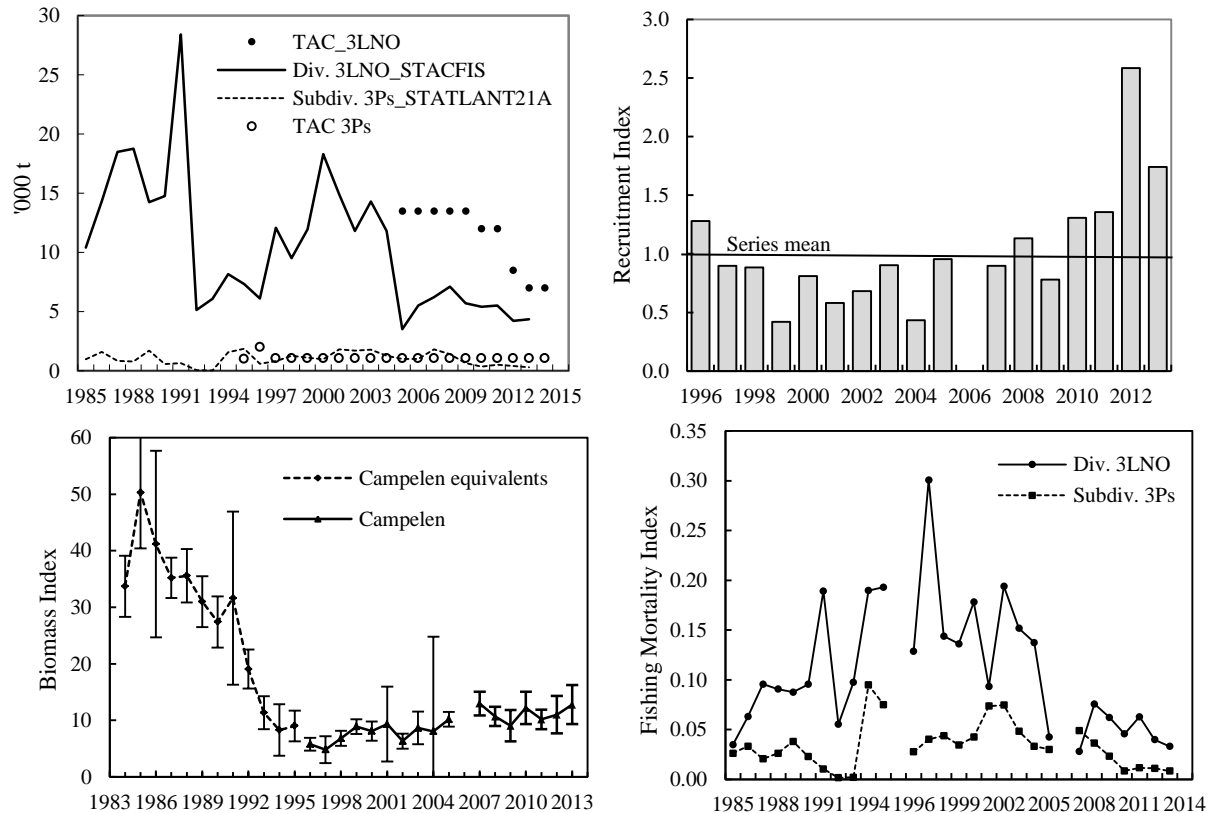 30
25
20
15
10
5
0
'000 t
TAC_3LNO
Div. 3LNO_STACFIS
Subdiv. 3Ps_STATLANT21A
TAC 3Ps
1985 1988 1991 1994 1997 2000 2003 2006 2009 2012 2015
3.0
2.5
2.0
1.5
1.0
0.5
0.0
Recruitment Index
Series mean
1996 1998 2000 2002 2004 2006 2008 2010 2012
60
50
40
30
20
10
0
Biomass Index
Campelen equivalents
Campelen
1983 1986 1989 1992 1995 1998 2001 2004 2007 2010 2013
0.35
0.30
0.25
0.20
0.15
0.10
0.05
0.00
Fishing Mortality Index
Div. 3LNO
Subdiv. 3Ps
1985 1988 1991 1994 1996 1999 2002 2005 2008 2011 2014